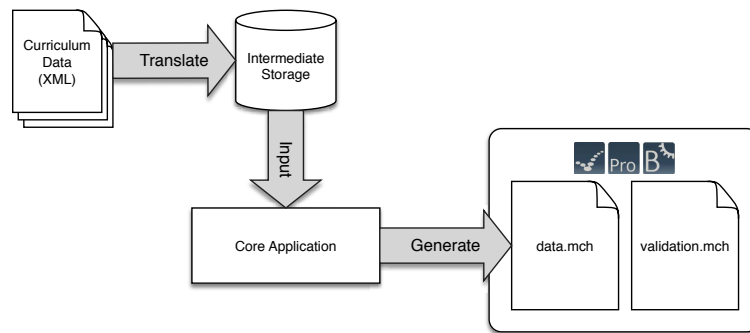 Curriculum
Data
(XML)
Translate
Intermediate
Storage
Input
Core Application
Generate
Pro B
data.mch
validation.mch